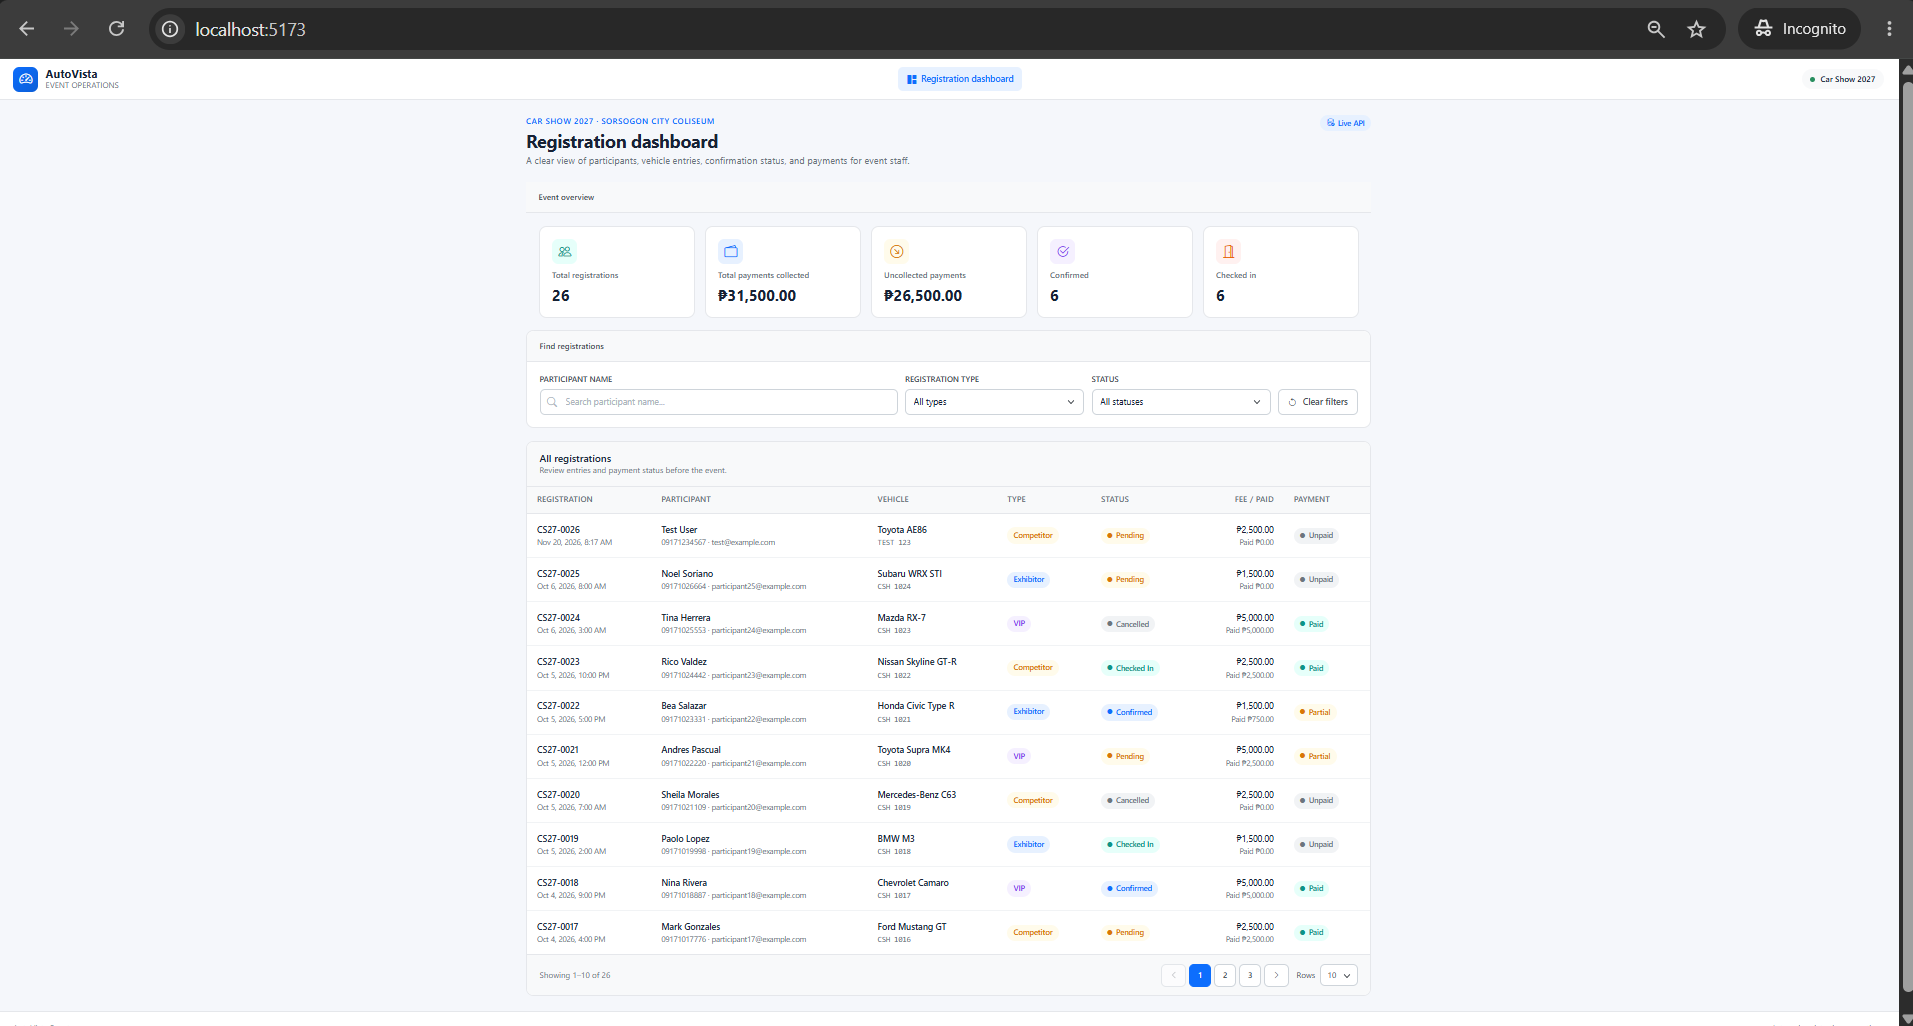 localhost:5173
Incognito
AutoVista
EVENT OPERATIONS
Registration dashboard
Car Show 2027
CAR SHOW 2027 · SORSOGON CITY COLISEUM
Live API
Registration dashboard
A clear view of participants, vehicle entries, confirmation status, and payments for event staff.
Event overview
Total registrations
26
Total payments collected
₱31,500.00
Uncollected payments
₱26,500.00
Confirmed
6
Checked in
6
Find registrations
PARTICIPANT NAME
Search participant name...
REGISTRATION TYPE
All types
STATUS
All statuses
Clear filters
All registrations
Review entries and payment status before the event.
REGISTRATION PARTICIPANT VEHICLE TYPE STATUS FEE / PAID PAYMENT
CS27-0026 Test User Toyota AE86 Competitor Pending ₱2,500.00 Unpaid
Nov 20, 2026, 8:17 AM 09171234567 · test@example.com TEST 123 Paid ₱0.00
CS27-0025 Noel Soriano Subaru WRX STI Exhibitor Pending ₱1,500.00 Unpaid
Oct 6, 2026, 8:00 AM 09171026664 · participant25@example.com CSH 1024 Paid ₱0.00
CS27-0024 Tina Herrera Mazda RX-7 VIP Cancelled ₱5,000.00 Paid
Oct 6, 2026, 3:00 AM 09171025553 · participant24@example.com CSH 1023 Paid ₱5,000.00
CS27-0023 Rico Valdez Nissan Skyline GT-R Competitor Checked In ₱2,500.00 Paid
Oct 5, 2026, 10:00 PM 09171024442 · participant23@example.com CSH 1022 Paid ₱2,500.00
CS27-0022 Bea Salazar Honda Civic Type R Exhibitor Confirmed ₱1,500.00 Partial
Oct 5, 2026, 5:00 PM 09171023331 · participant22@example.com CSH 1021 Paid ₱750.00
CS27-0021 Andres Pascual Toyota Supra MK4 VIP Pending ₱5,000.00 Partial
Oct 5, 2026, 12:00 PM 09171022220 · participant21@example.com CSH 1020 Paid ₱2,500.00
CS27-0020 Sheila Morales Mercedes-Benz C63 Competitor Cancelled ₱2,500.00 Unpaid
Oct 5, 2026, 7:00 AM 09171021109 · participant20@example.com CSH 1019 Paid ₱0.00
CS27-0019 Paolo Lopez BMW M3 Exhibitor Checked In ₱1,500.00 Unpaid
Oct 5, 2026, 2:00 AM 09171019998 · participant19@example.com CSH 1018 Paid ₱0.00
CS27-0018 Nina Rivera Chevrolet Camaro VIP Confirmed ₱5,000.00 Paid
Oct 4, 2026, 9:00 PM 09171018887 · participant18@example.com CSH 1017 Paid ₱5,000.00
CS27-0017 Mark Gonzales Ford Mustang GT Competitor Pending ₱2,500.00 Paid
Oct 4, 2026, 4:00 PM 09171017776 · participant17@example.com CSH 1016 Paid ₱2,500.00
Showing 1–10 of 26
1 2 3 Rows 10